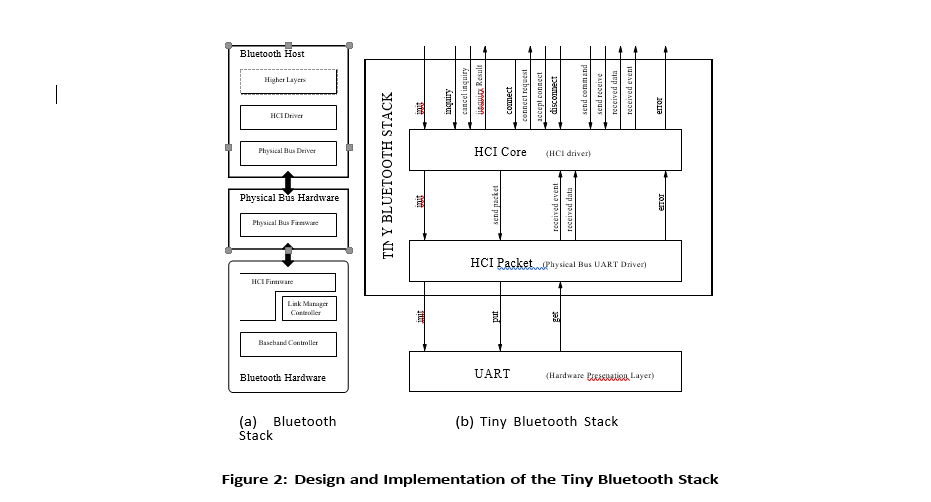 Bluetooth Host
Higher Layers
HCI Driver
Physical Bus Driver
Physical Bus Hardware
Physical Bus Firmware
HCI Firmware
Link Manager
Controller
Baseband Controller
Bluetooth Hardware
(a) Bluetooth
Stack
TINY BLUETOOTH STACK
init
inquiry
cancel inquiry
inquiry Result
connect
connect request
accept connect
disconnect
send command
send receive
received data
received event
error
HCI Core (HCI driver)
init
send packet
received event
received data
error
HCI Packet (Physical Bus UART Driver)
init
put
get
UART (Hardware Presenation Layer)
(b) Tiny Bluetooth Stack
Figure 2: Design and Implementation of the Tiny Bluetooth Stack